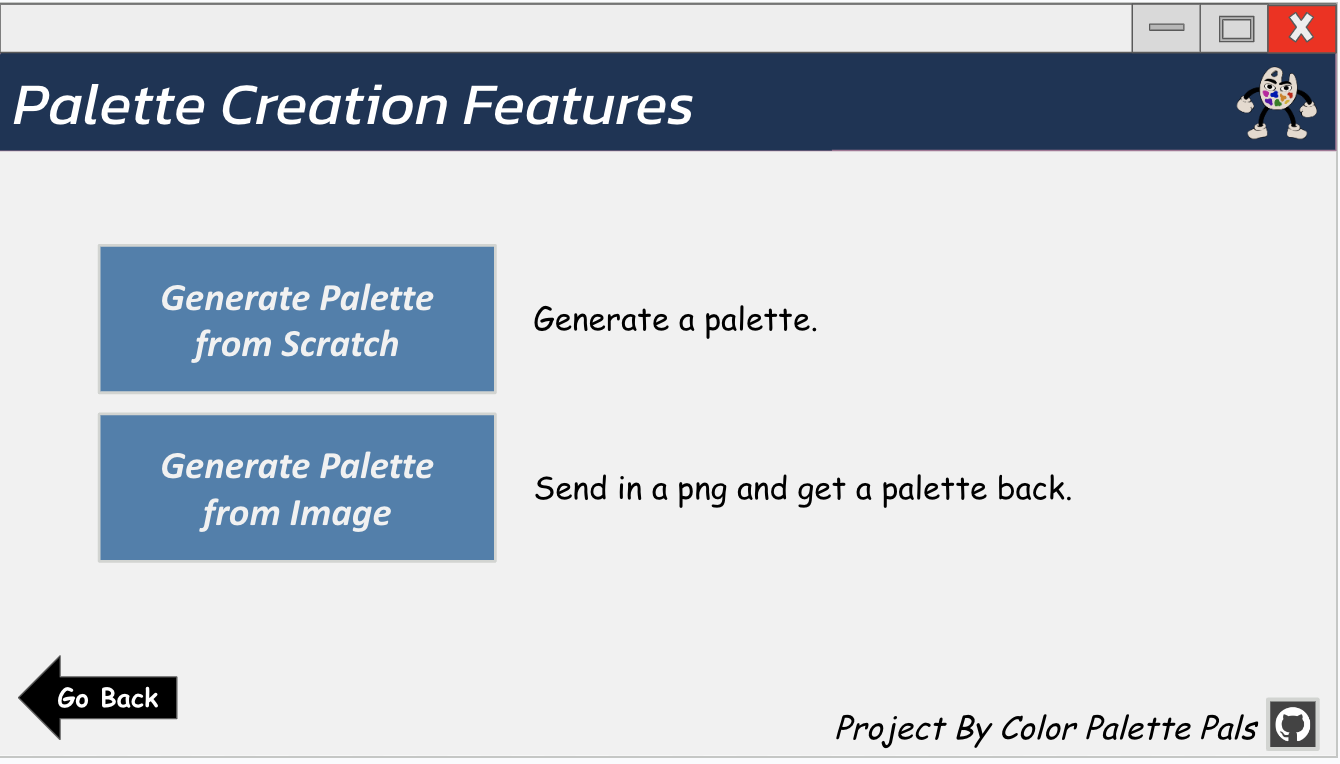 Palette Creation Features
Generate Palette
from Scratch
Generate a palette.
Generate Palette
from Image
Send in a png and get a palette back.
Go Back
Project By Color Palette Pals